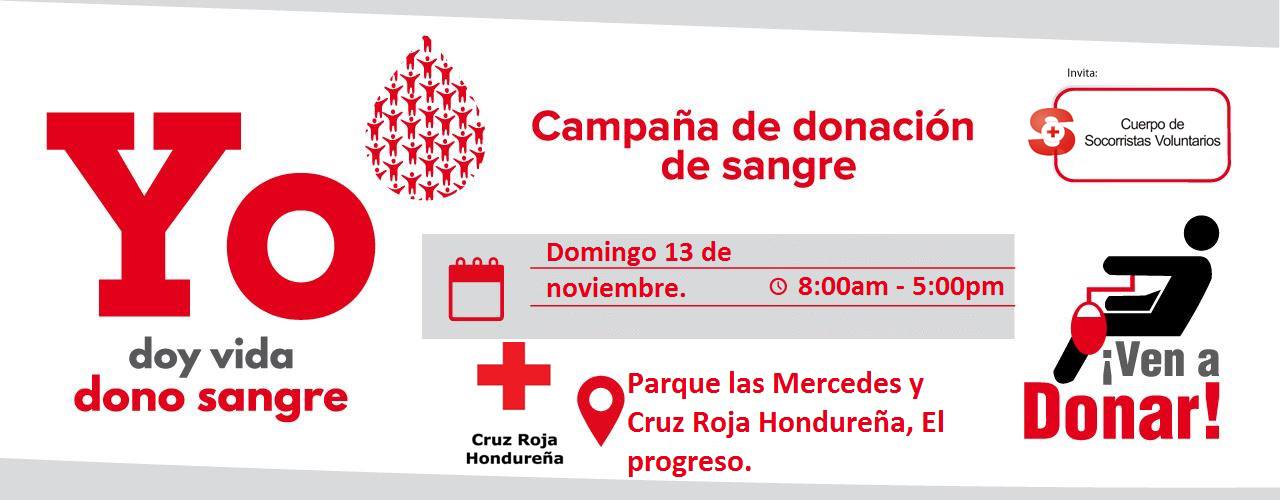 Yo
doy vida
dono sangre
Campaña de donación
de sangre
Domingo 13 de
noviembre.
8:00am - 5:00pm
Cruz Roja
Hondureña
Parque las Mercedes y
Cruz Roja Hondureña, El
progreso.
Invita:
Cuerpo de
Socorristas Voluntarios
¡Ven a
Donar!